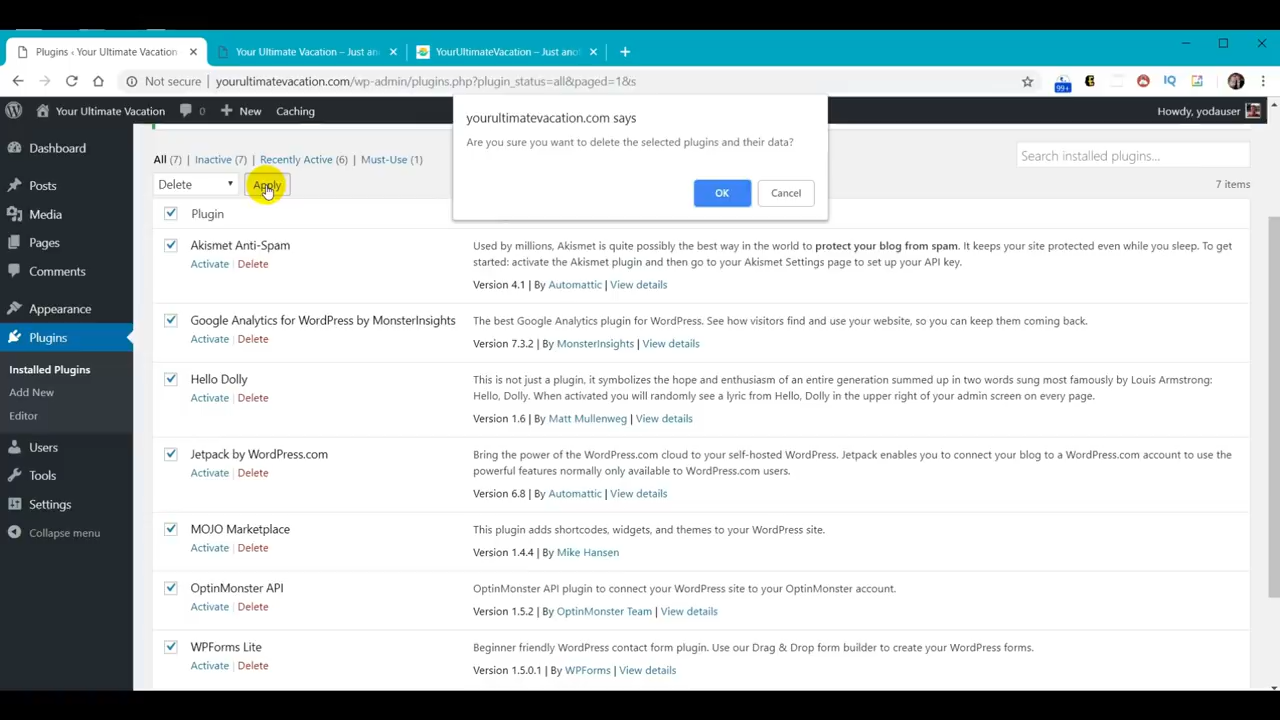 Plugins ‹ Your Ultimate Vacation
Your Ultimate Vacation – Just an
YourUltimateVacation – Just ano
Not secure | yourultimatevacation.com/wp-admin/plugins.php?plugin_status=all&paged=1&s
99+
IQ
Your Ultimate Vacation
0
New
Caching
Howdy, yodauser
yourultimatevacation.com says
Are you sure you want to delete the selected plugins and their data?
OK
Cancel
Dashboard
Posts
Media
Pages
Comments
Appearance
Plugins
Installed Plugins
Add New
Editor
Users
Tools
Settings
Collapse menu
All (7) | Inactive (7) | Recently Active (6) | Must-Use (1)
Search installed plugins...
Delete
Apply
7 items
Plugin
Akismet Anti-Spam
Activate | Delete
Used by millions, Akismet is quite possibly the best way in the world to protect your blog from spam. It keeps your site protected even while you sleep. To get
started: activate the Akismet plugin and then go to your Akismet Settings page to set up your API key.
Version 4.1 | By Automattic | View details
Google Analytics for WordPress by MonsterInsights
Activate | Delete
The best Google Analytics plugin for WordPress. See how visitors find and use your website, so you can keep them coming back.
Version 7.3.2 | By MonsterInsights | View details
Hello Dolly
Activate | Delete
This is not just a plugin, it symbolizes the hope and enthusiasm of an entire generation summed up in two words sung most famously by Louis Armstrong:
Hello, Dolly. When activated you will randomly see a lyric from Hello, Dolly in the upper right of your admin screen on every page.
Version 1.6 | By Matt Mullenweg | View details
Jetpack by WordPress.com
Activate | Delete
Bring the power of the WordPress.com cloud to your self-hosted WordPress. Jetpack enables you to connect your blog to a WordPress.com account to use the
powerful features normally only available to WordPress.com users.
Version 6.8 | By Automattic | View details
MOJO Marketplace
Activate | Delete
This plugin adds shortcodes, widgets, and themes to your WordPress site.
Version 1.4.4 | By Mike Hansen
OptinMonster API
Activate | Delete
OptinMonster API plugin to connect your WordPress site to your OptinMonster account.
Version 1.5.2 | By OptinMonster Team | View details
WPForms Lite
Activate | Delete
Beginner friendly WordPress contact form plugin. Use our Drag & Drop form builder to create your WordPress forms.
Version 1.5.0.1 | By WPForms | View details